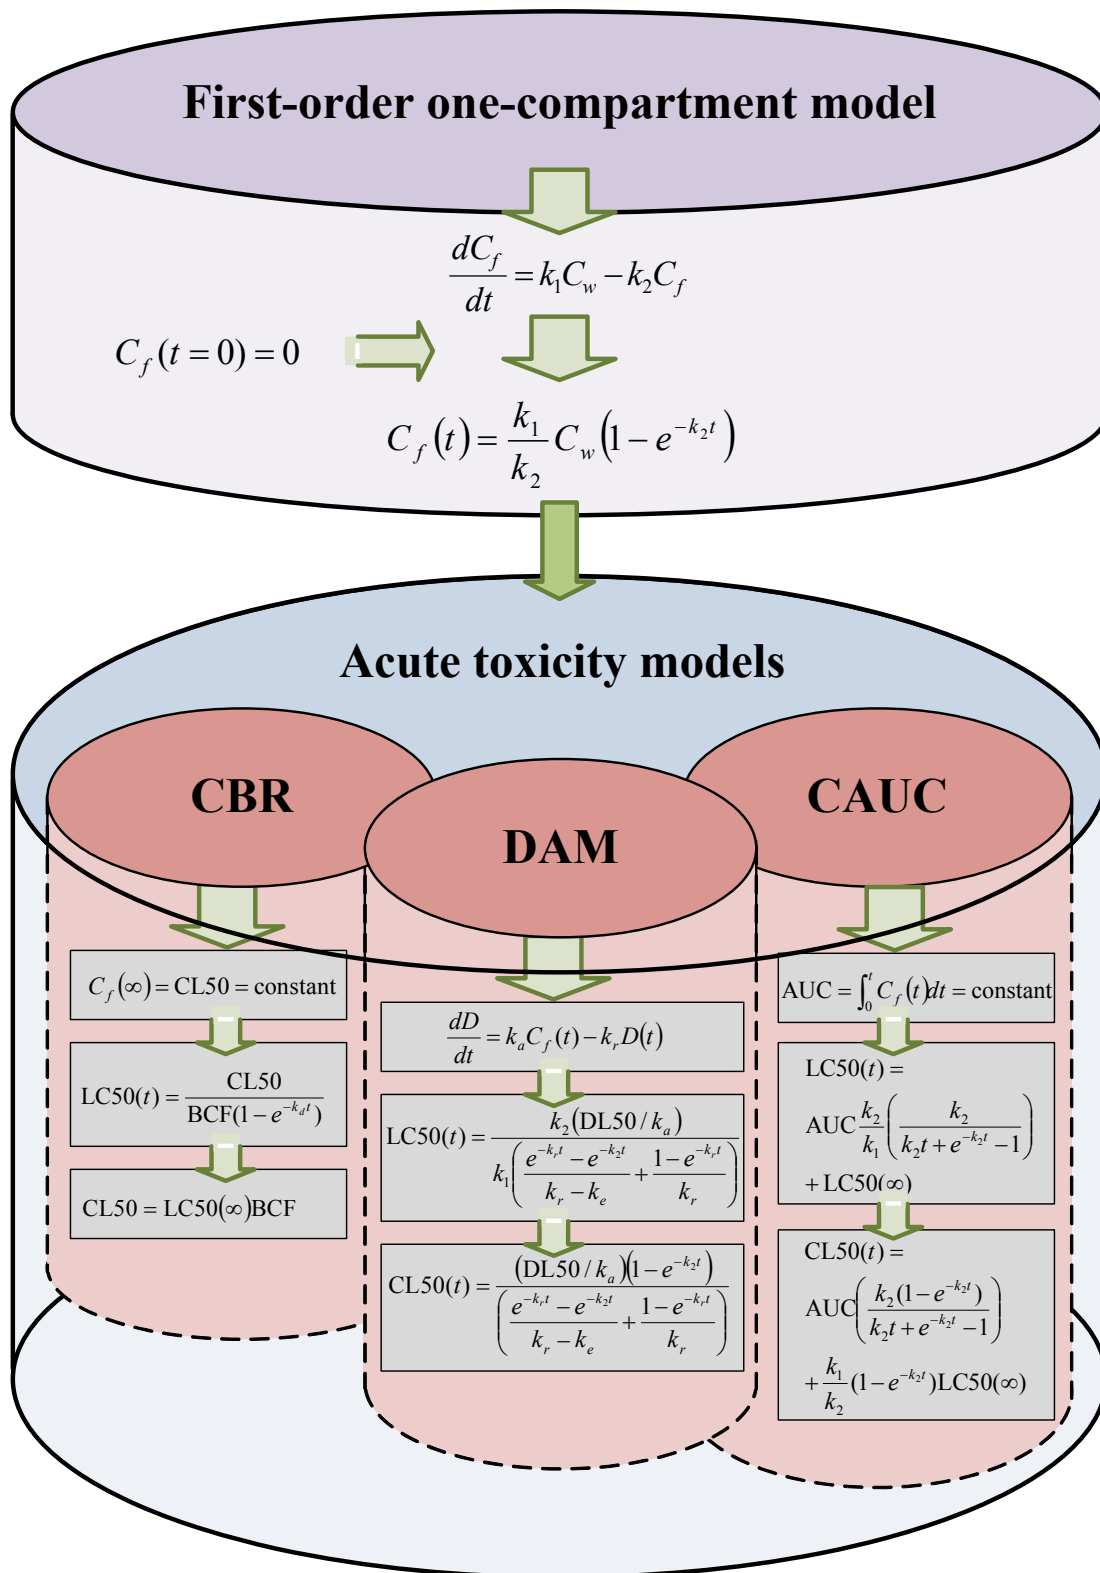 First-order one-compartment model
dC_f/dt = k_1C_w − k_2C_f
C_f(t = 0) = 0
C_f(t) = k_1/k_2 C_w(1 − e^{−k_2t})
Acute toxicity models
CBR
DAM
CAUC
C_f(∞) = CL50 = constant
LC50(t) = CL50/BCF(1 − e^{−k_dt})
CL50 = LC50(∞)BCF
dD/dt = k_aC_f(t) − k_rD(t)
LC50(t) = k_2(DL50 / k_a)/k_1((e^{−k_rt} − e^{−k_2t})/(k_r − k_e) + (1 − e^{−k_rt})/k_r)
CL50(t) = (DL50 / k_a)(1 − e^{−k_2t})/((e^{−k_rt} − e^{−k_2t})/(k_r − k_e) + (1 − e^{−k_rt})/k_r)
AUC = ∫_0^t C_f(t)dt = constant
LC50(t) =
AUC k_2/k_1 (k_2/(k_2t + e^{−k_2t} − 1))
+ LC50(∞)
CL50(t) =
AUC(k_2(1 − e^{−k_2t})/(k_2t + e^{−k_2t} − 1))
+ k_1/k_2 (1 − e^{−k_2t})LC50(∞)